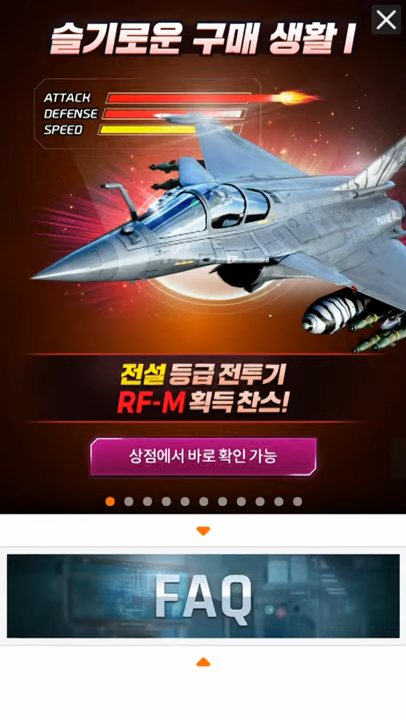 슬기로운 구매 생활 I
ATTACK
DEFENSE
SPEED
전설 등급 전투기
RF-M 획득 찬스!
상점에서 바로 확인 가능
FAQ